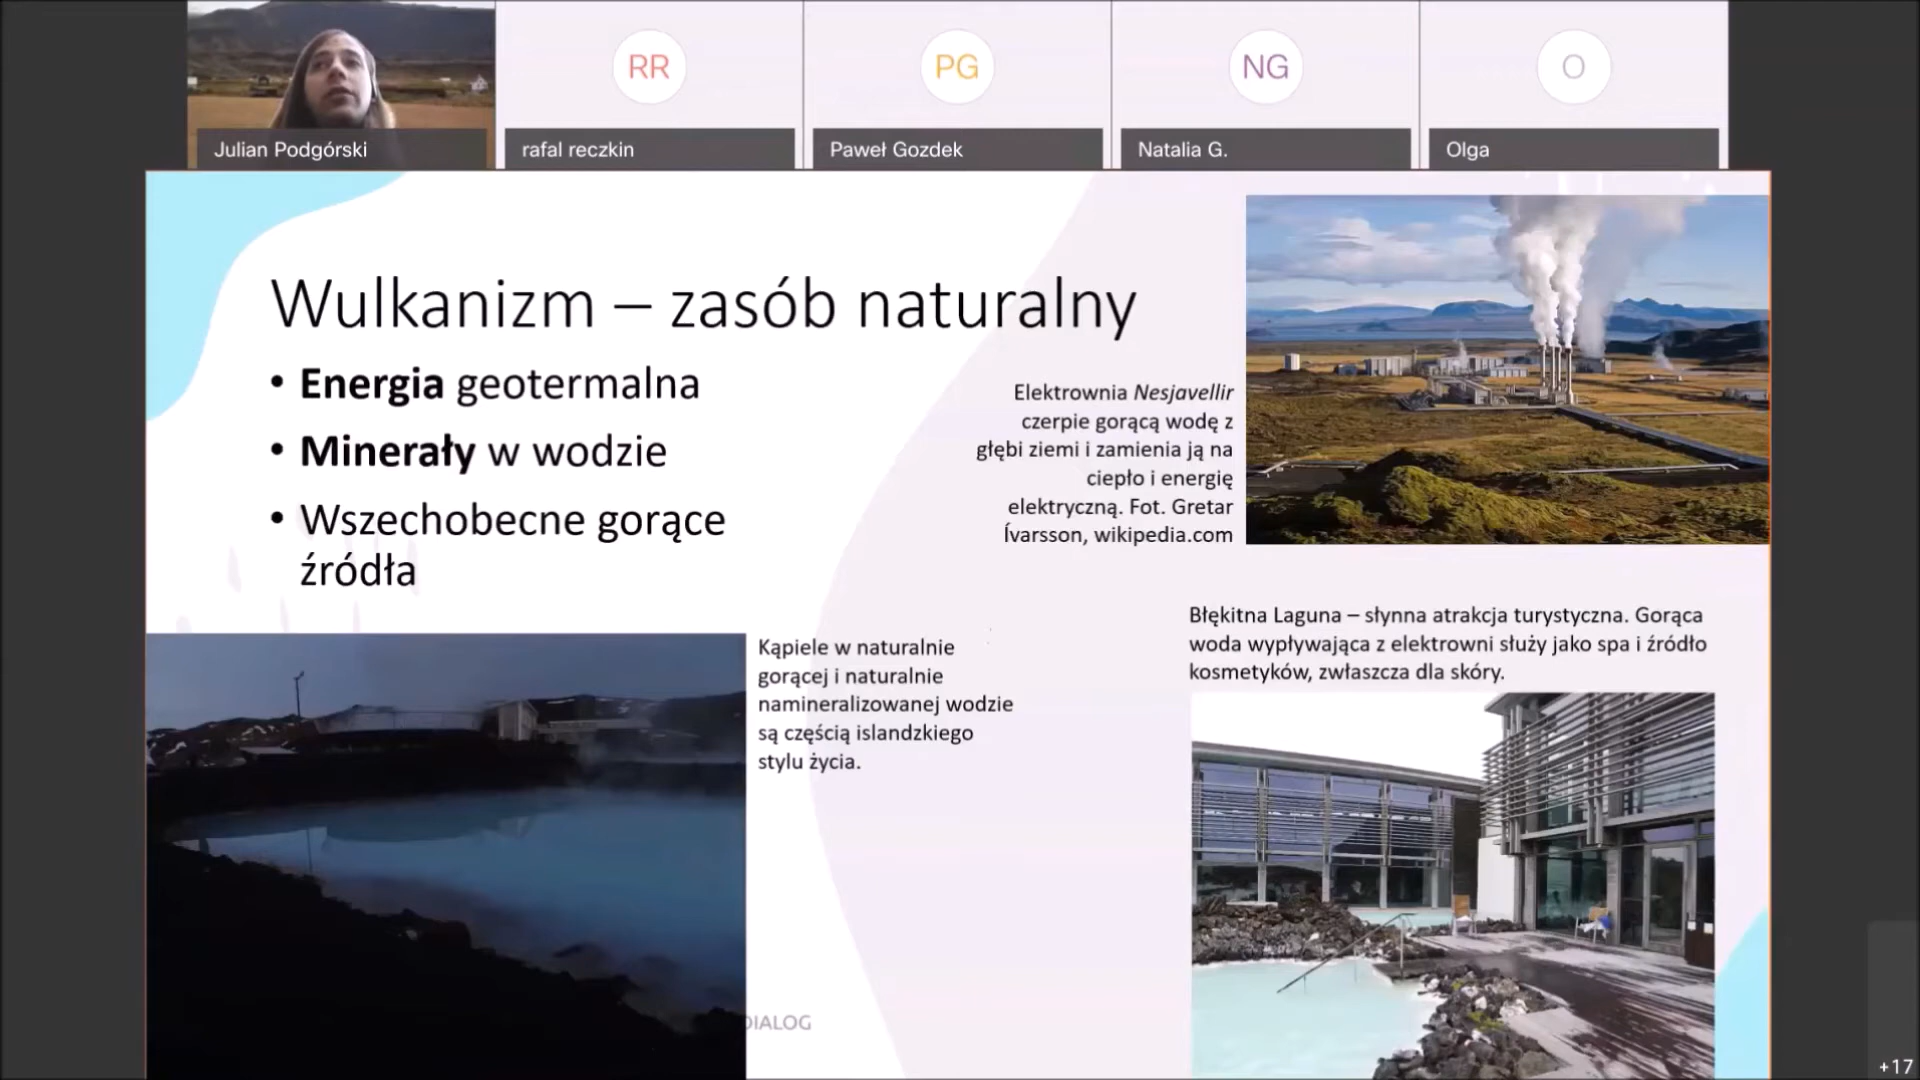 RR
PG
NG
O
Julian Podgórski
rafal reczkin
Paweł Gozdek
Natalia G.
Olga
Wulkanizm – zasób naturalny
• Energia geotermalna
• Minerały w wodzie
• Wszechobecne gorące
źródła
Elektrownia Nesjavellir
czerpie gorącą wodę z
głębi ziemi i zamienia ją na
ciepło i energię
elektryczną. Fot. Gretar
Ívarsson, wikipedia.com
Kąpiele w naturalnie
gorącej i naturalnie
namineralizowanej wodzie
są częścią islandzkiego
stylu życia.
Błękitna Laguna – słynna atrakcja turystyczna. Gorąca
woda wypływająca z elektrowni służy jako spa i źródło
kosmetyków, zwłaszcza dla skóry.
DIALOG
+17